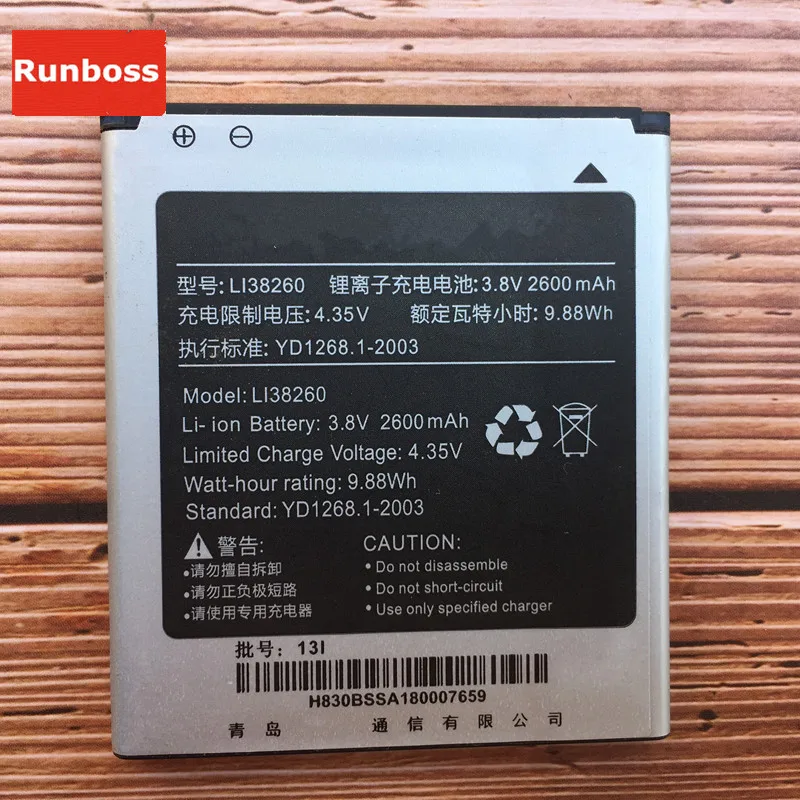 Runboss
型号: LI38260 锂离子充电电池: 3.8V 2600mAh
充电限制电压: 4.35V 额定瓦特小时: 9.88Wh
执行标准: YD1268.1-2003
Model: LI38260
Li-ion Battery: 3.8V 2600mAh
Limited Charge Voltage: 4.35V
Watt-hour rating: 9.88Wh
Standard: YD1268.1-2003
警告:
•请勿擅自拆卸
•请勿正负极短路
•请使用专用充电器
CAUTION:
• Do not disassemble
• Do not short-circuit
• Use only specified charger
批号: 13I
H830BSSA180007659
青岛 通信有限公司